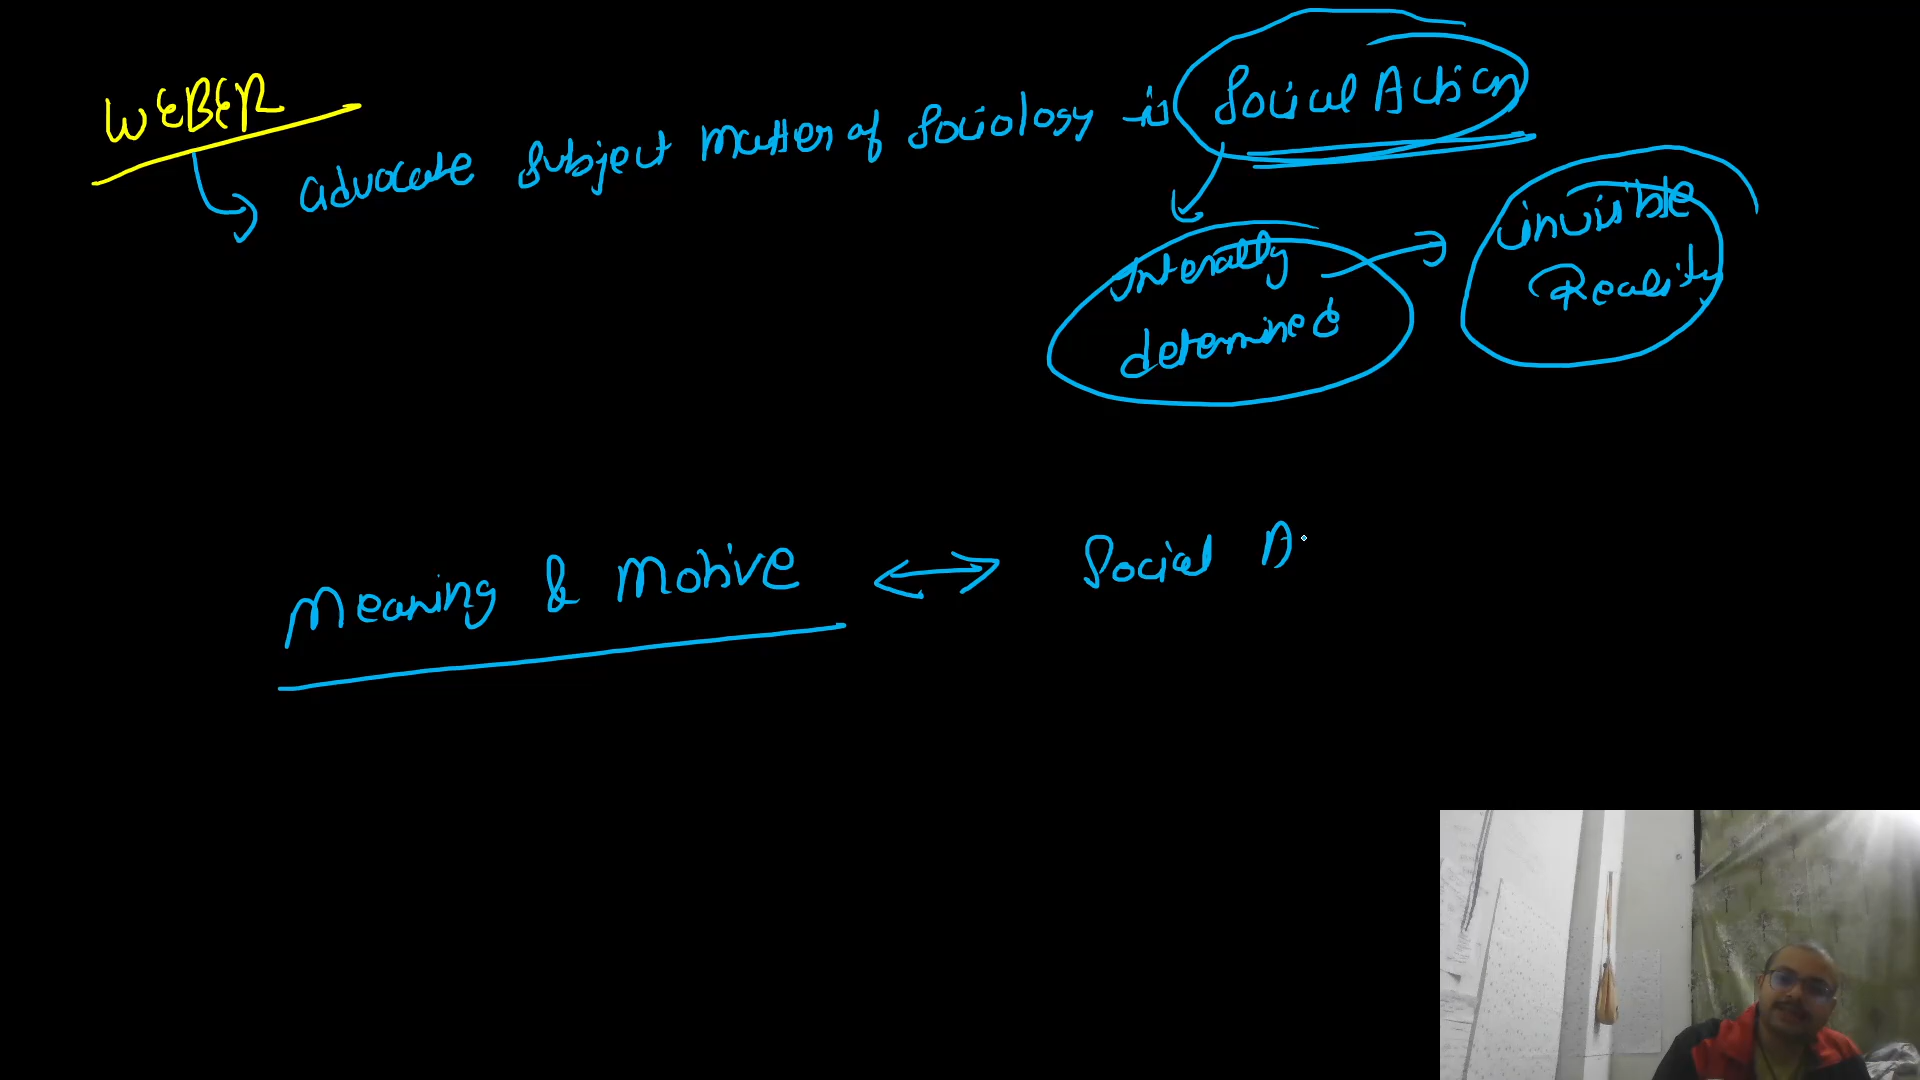 WEBER
advocate subject matter of Sociology is Social Action
Internally
determined
invisible
Reality
Meaning & Motive ↔ Social A